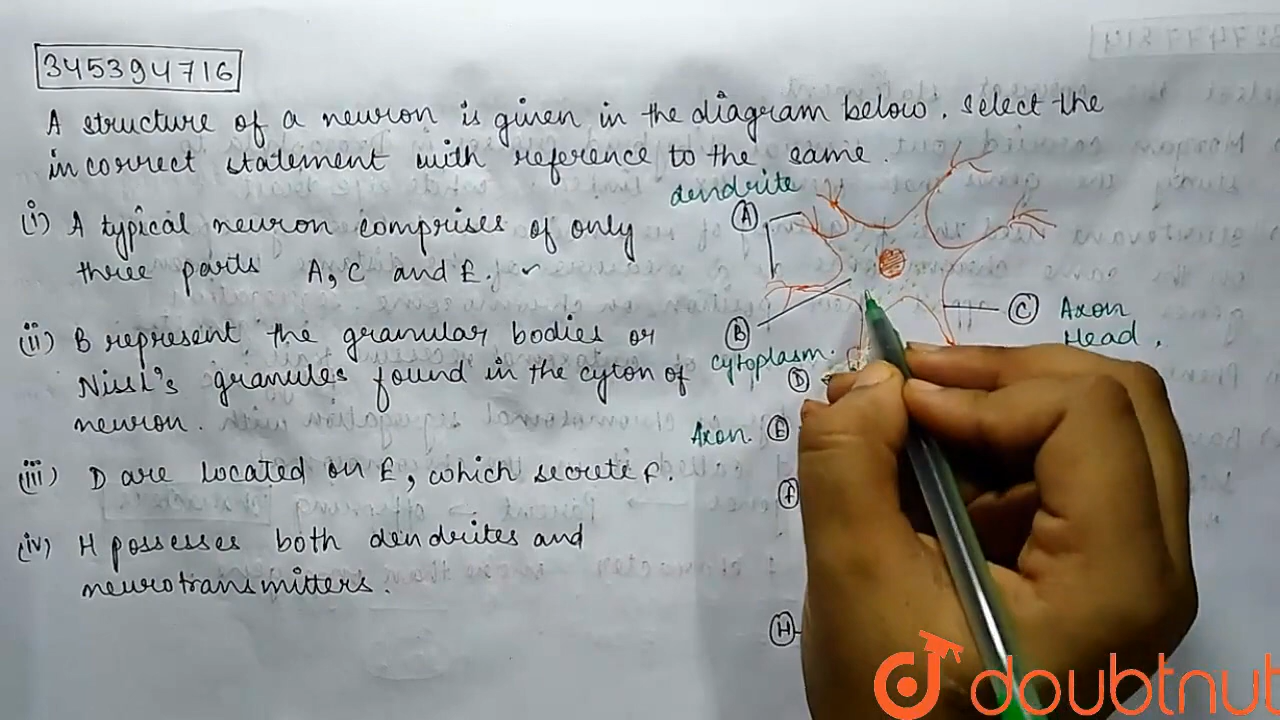 345394716
A structure of a neuron is given in the diagram below. Select the
incorrect statement with reference to the same.
(i) A typical neuron comprises of only
three parts A, C and E. ✓
(ii) B represent the granular bodies or
Nissl's granules found in the cyton of
neuron.
(iii) D are located on E, which secrete F.
(iv) H possesses both dendrites and
neurotransmitters.
dendrite
A
B
cytoplasm.
C Axon
Head.
D
Axon. E
F
H
doubtnut